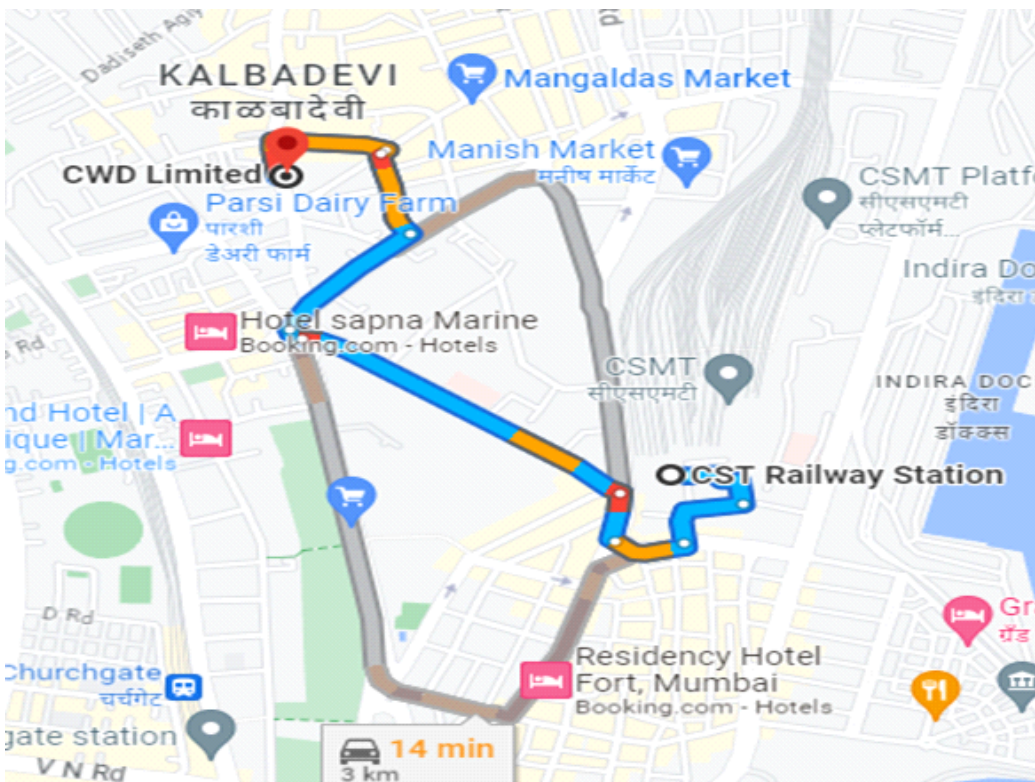 Dadiseth Agiy
KALBADEVI
काळबादेवी
Mangaldas Market
CWD Limited
Manish Market
मनीष मार्केट
Parsi Dairy Farm
पारशी
डेअरी फार्म
CSMT Platf
सीएसएमटी
प्लेटफॉर्म...
Indira Do
इंदिरा
Hotel sapna Marine
Booking.com - Hotels
Rd
CSMT
सीएसएमटी
INDIRA DOC
इंदिरा
डॉक्क्स
nd Hotel | A
ique | Mar...
g.com - Hotels
CST Railway Station
D Rd
Churchgate
चर्चगेट
Residency Hotel
Fort, Mumbai
Booking.com - Hotels
Gr
ग्रँड
gate station
V N Rd
14 min
3 km